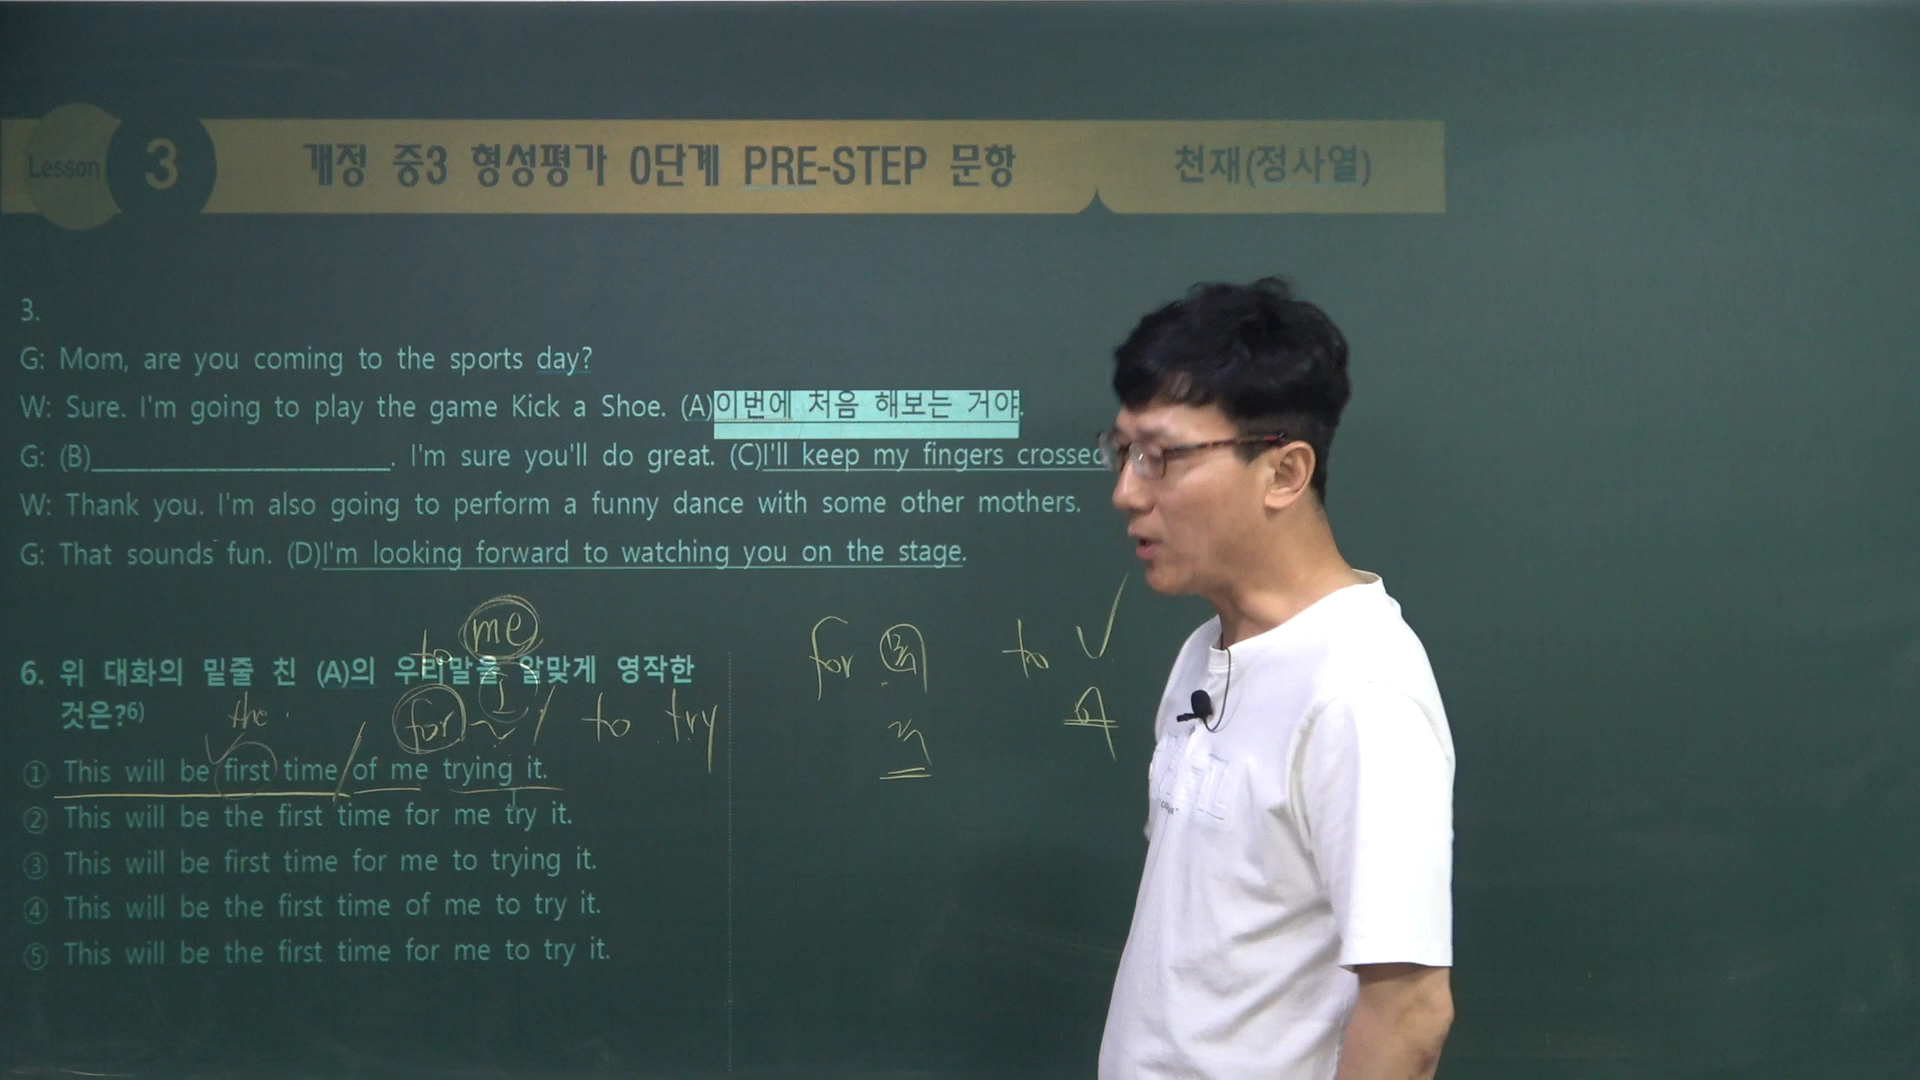 Lesson 3 개정 중3 형성평가 0단계 PRE-STEP 문항 천재(정사열)
3.
G: Mom, are you coming to the sports day?
W: Sure. I'm going to play the game Kick a Shoe. (A)이번에 처음 해보는 거야.
G: (B)____________________. I'm sure you'll do great. (C)I'll keep my fingers crossed
W: Thank you. I'm also going to perform a funny dance with some other mothers.
G: That sounds fun. (D)I'm looking forward to watching you on the stage.
to me
for 목 to
6. 위 대화의 밑줄 친 (A)의 우리말을 알맞게 영작한
것은?6)
the
for I to try
① This will be first time of me trying it.
② This will be the first time for me try it.
③ This will be first time for me to trying it.
④ This will be the first time of me to try it.
⑤ This will be the first time for me to try it.